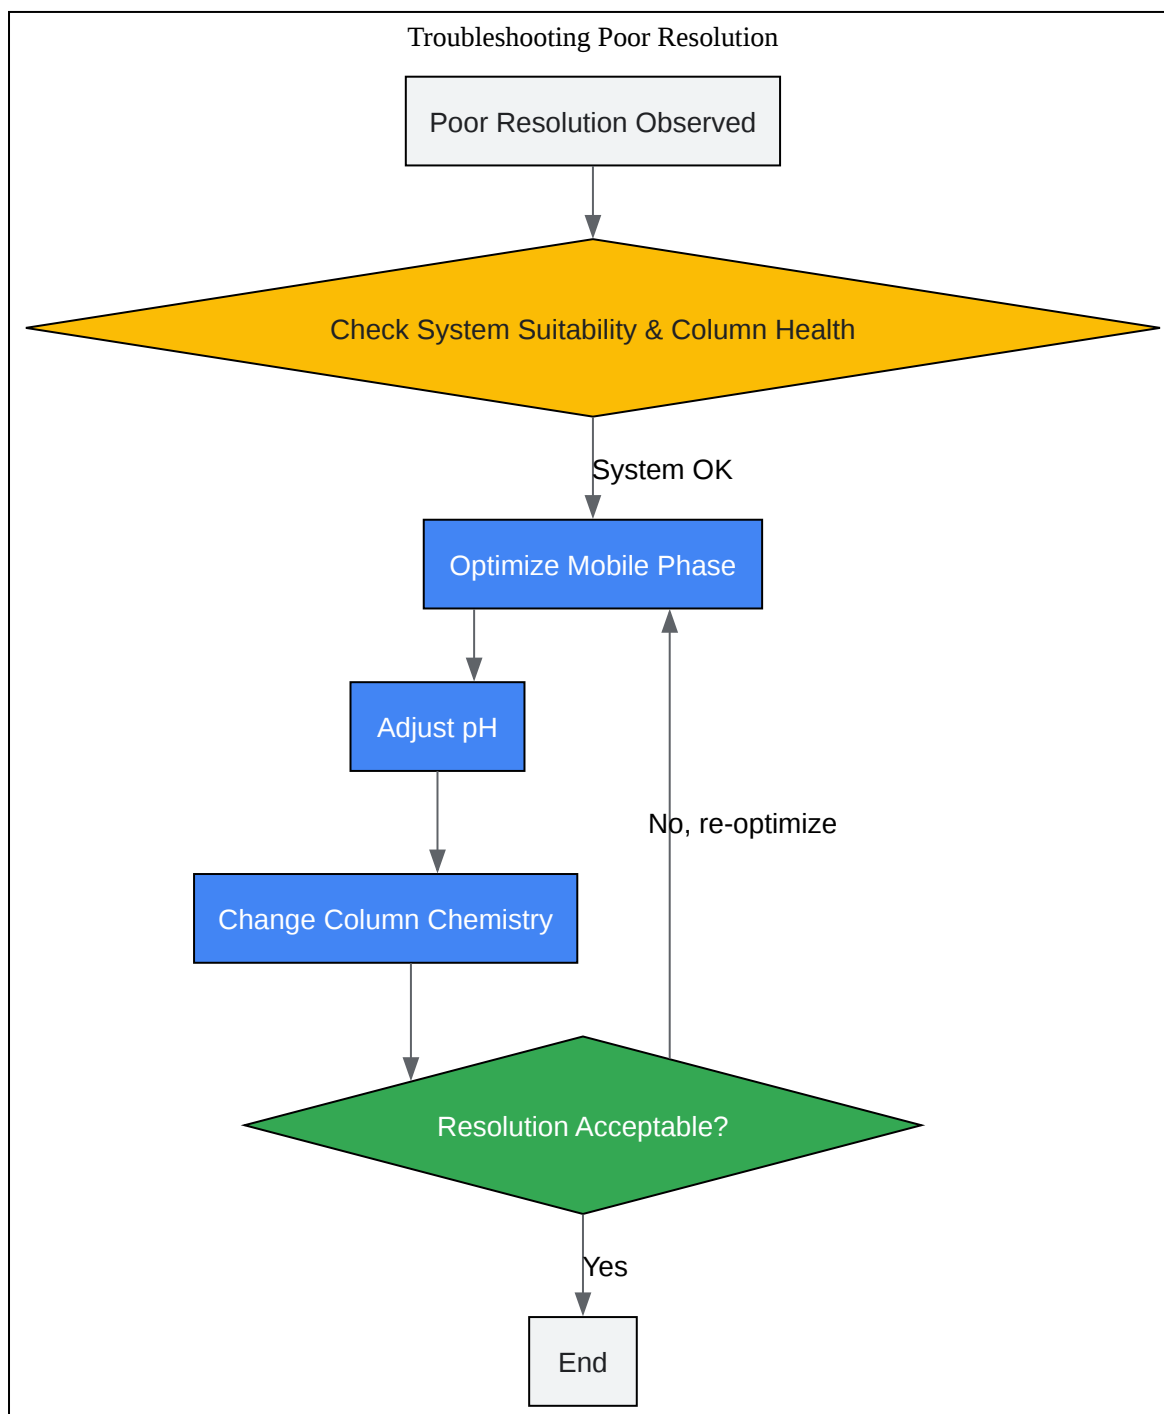 Troubleshooting Poor Resolution
Poor Resolution Observed
Check System Suitability & Column Health
System OK
Optimize Mobile Phase
Adjust pH
No, re-optimize
Change Column Chemistry
Resolution Acceptable?
Yes
End